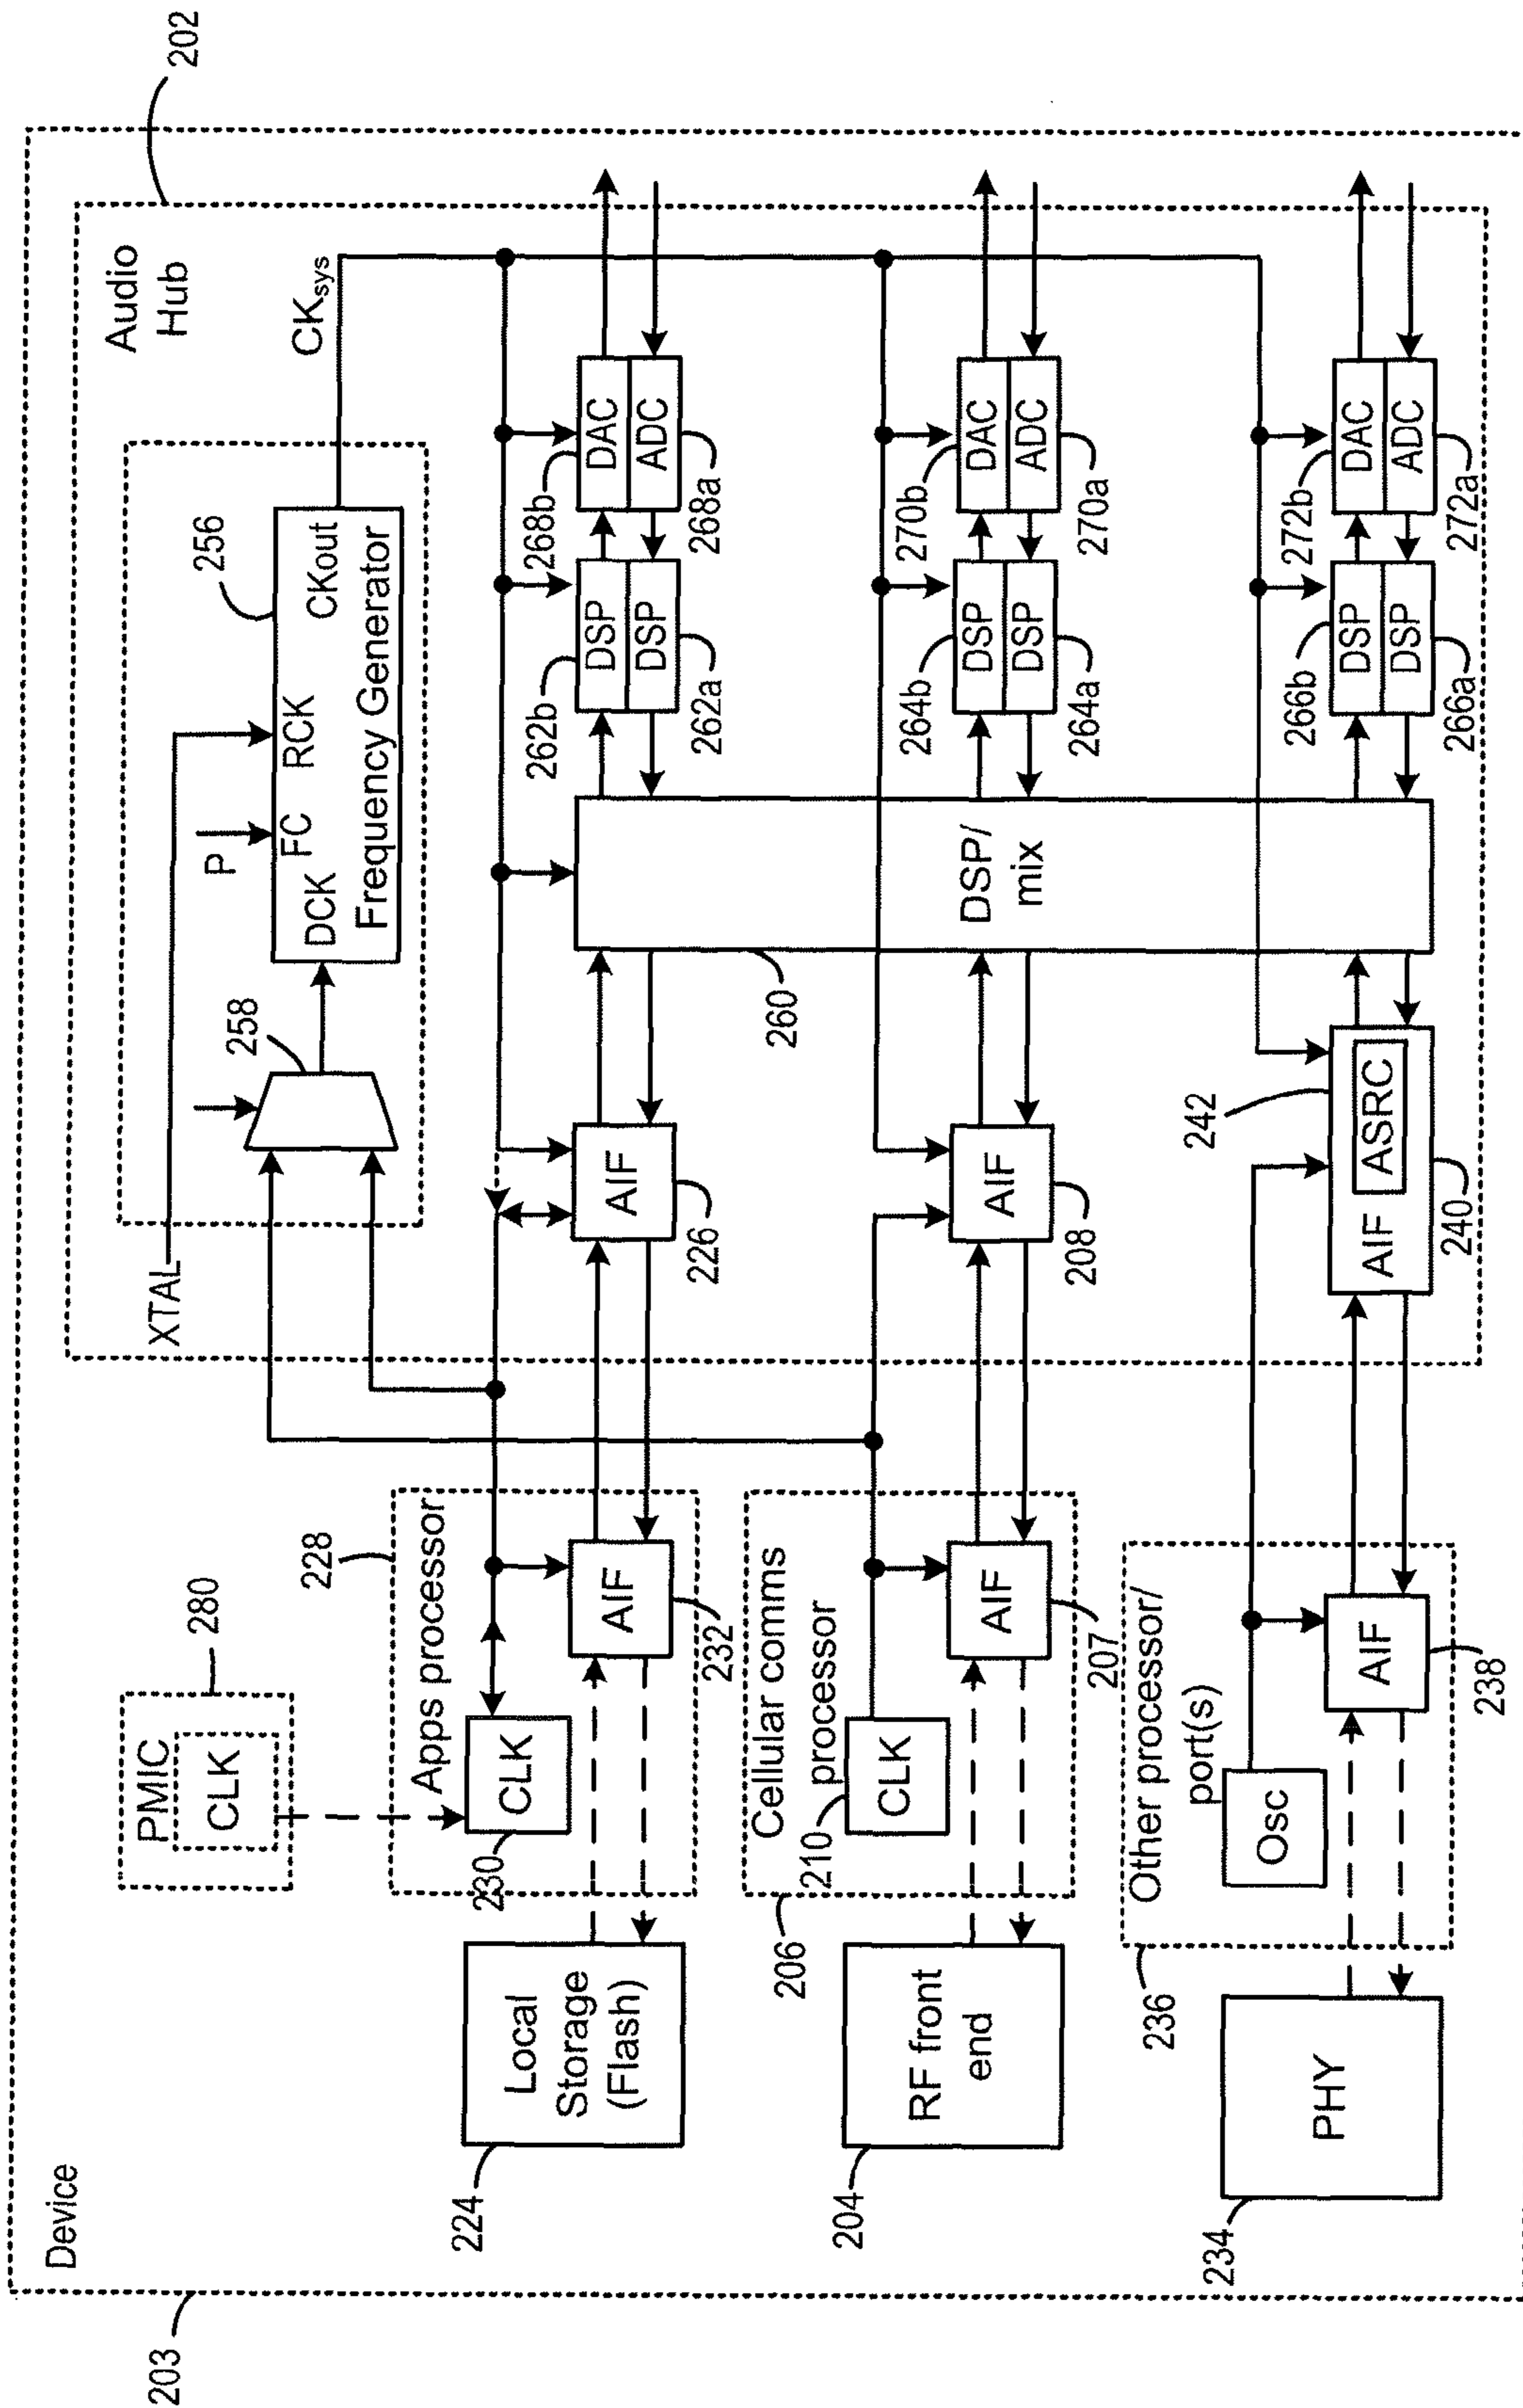 203
Device
202
Audio
Hub
XTAL
258
P
256
DCK
FC
RCK
CKout
Frequency Generator
CKsys
280
PMIC
CLK
228
Apps processor
CLK
230
AIF
232
224
Local
Storage
(Flash)
AIF
226
262b
DSP
DSP
262a
268b
DAC
ADC
268a
DSP/
mix
260
206
Cellular comms
processor
210
CLK
AIF
207
204
RF front
end
AIF
208
264b
DSP
DSP
264a
270b
DAC
ADC
270a
236
Other processor/
port(s)
Osc
AIF
238
234
PHY
242
AIF
ASRC
240
266b
DSP
DSP
266a
272b
DAC
ADC
272a